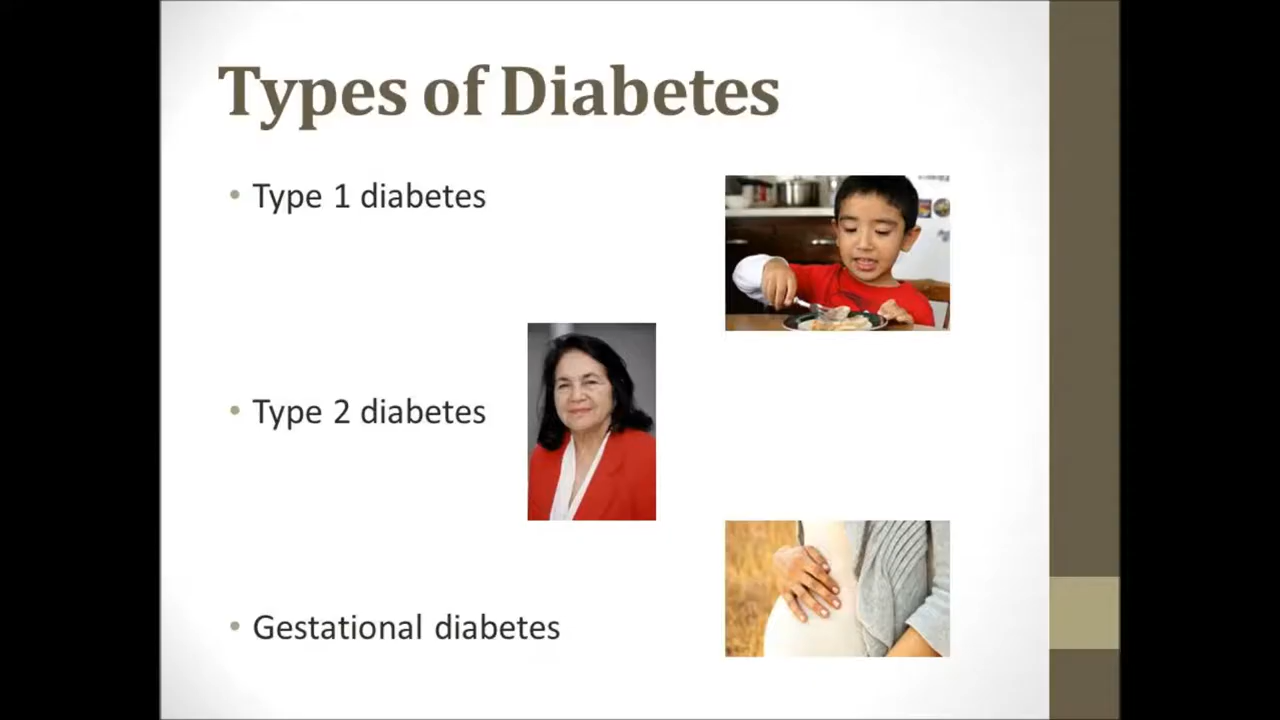 Types of Diabetes
• Type 1 diabetes
• Type 2 diabetes
• Gestational diabetes